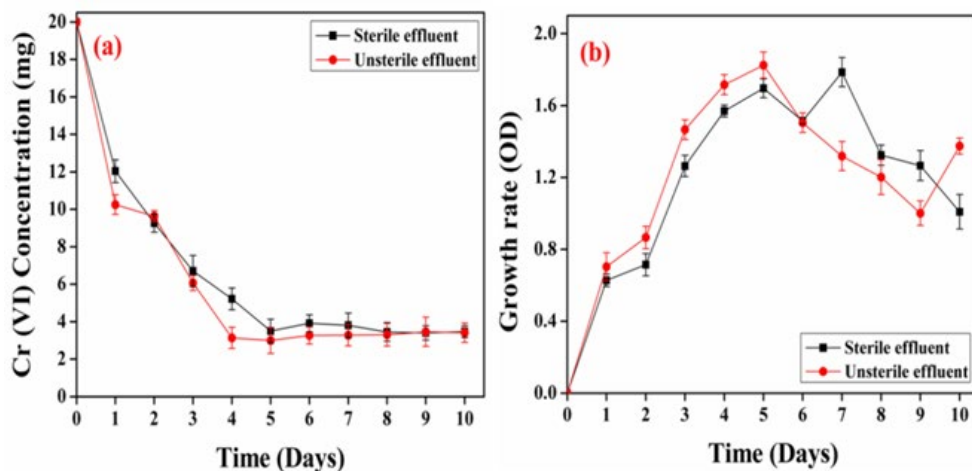 (a)
Sterile effluent
Unsterile effluent
Cr (VI) Concentration (mg)
20
18
16
14
12
10
8
6
4
2
0
0 1 2 3 4 5 6 7 8 9 10
Time (Days)
(b)
Growth rate (OD)
2.0
1.6
1.2
0.8
0.4
0.0
Sterile effluent
Unsterile effluent
0 1 2 3 4 5 6 7 8 9 10
Time (Days)